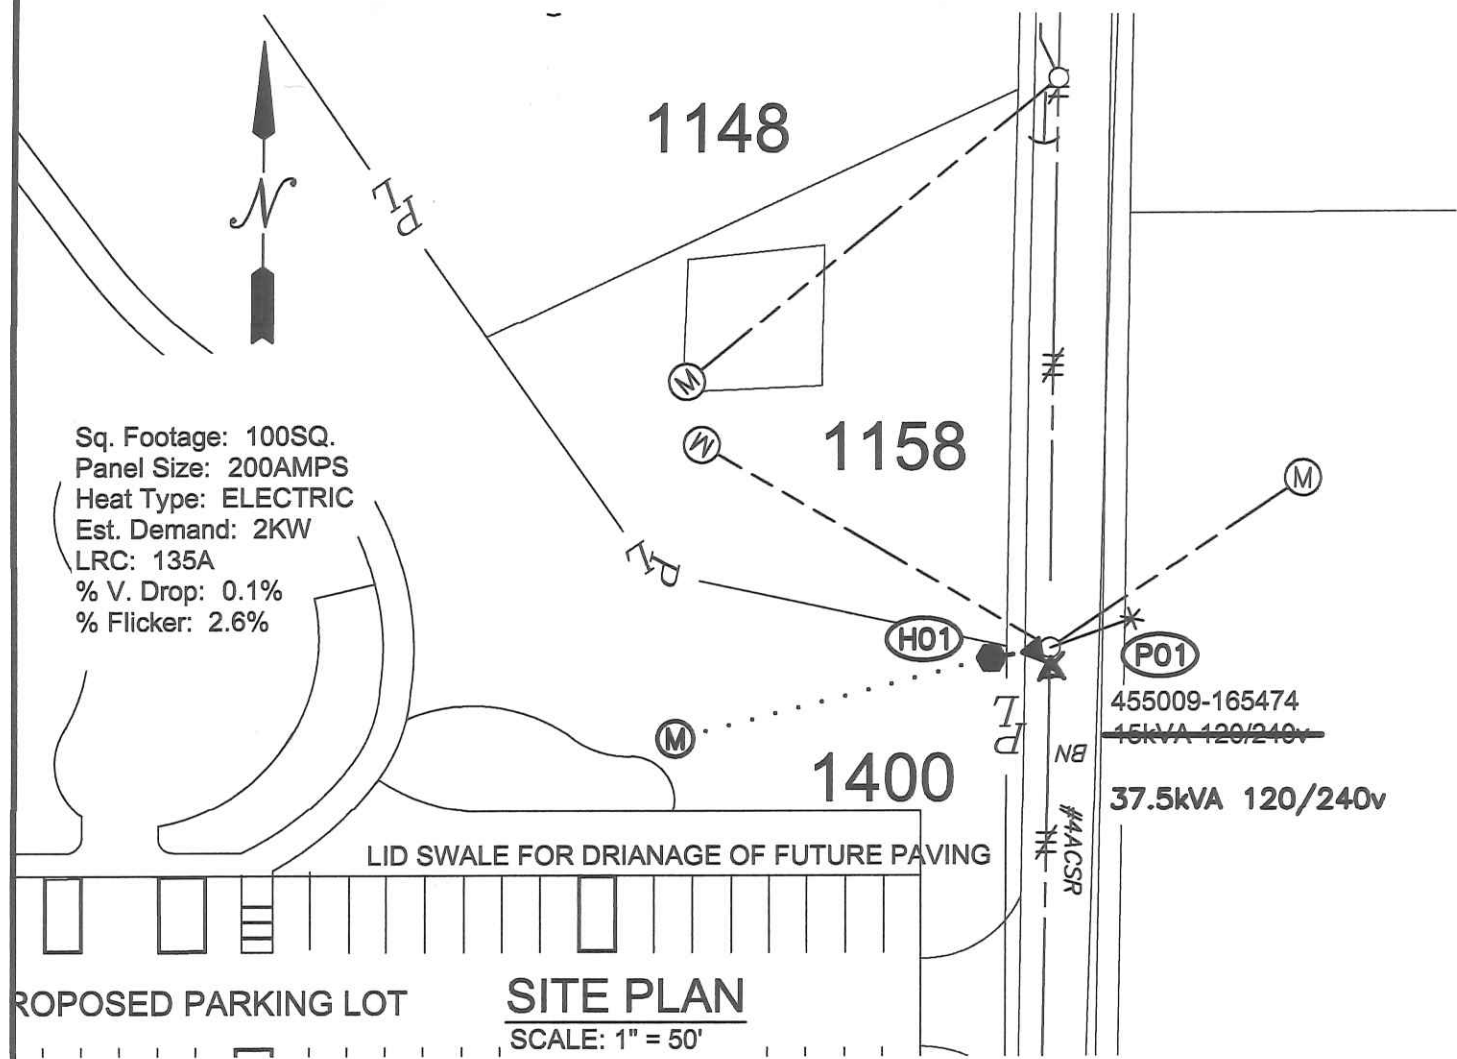 1148
N
PL
M
Sq. Footage: 100SQ.
Panel Size: 200AMPS
Heat Type: ELECTRIC
Est. Demand: 2KW
LRC: 135A
% V. Drop: 0.1%
% Flicker: 2.6%
M
1158
M
PL
H01
P01
455009-165474
15kVA 120/240v
PL
M
BN
1400
37.5kVA 120/240v
#4ACSR
LID SWALE FOR DRIANAGE OF FUTURE PAVING
ROPOSED PARKING LOT
SITE PLAN
SCALE: 1" = 50'